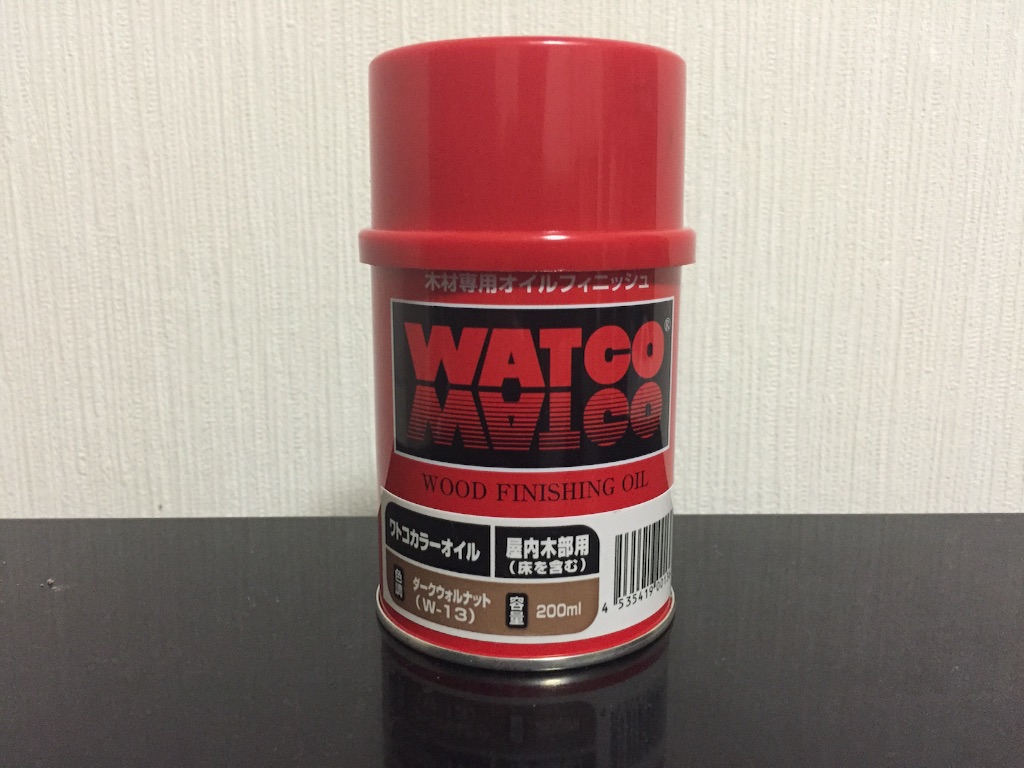 木材専用オイルフィニッシュ
WATCO®
WATCO
WOOD FINISHING OIL
ワトコカラーオイル
屋内木部用
(床を含む)
色調
ダークウォルナット
(W-13)
容量
200ml
4 535419